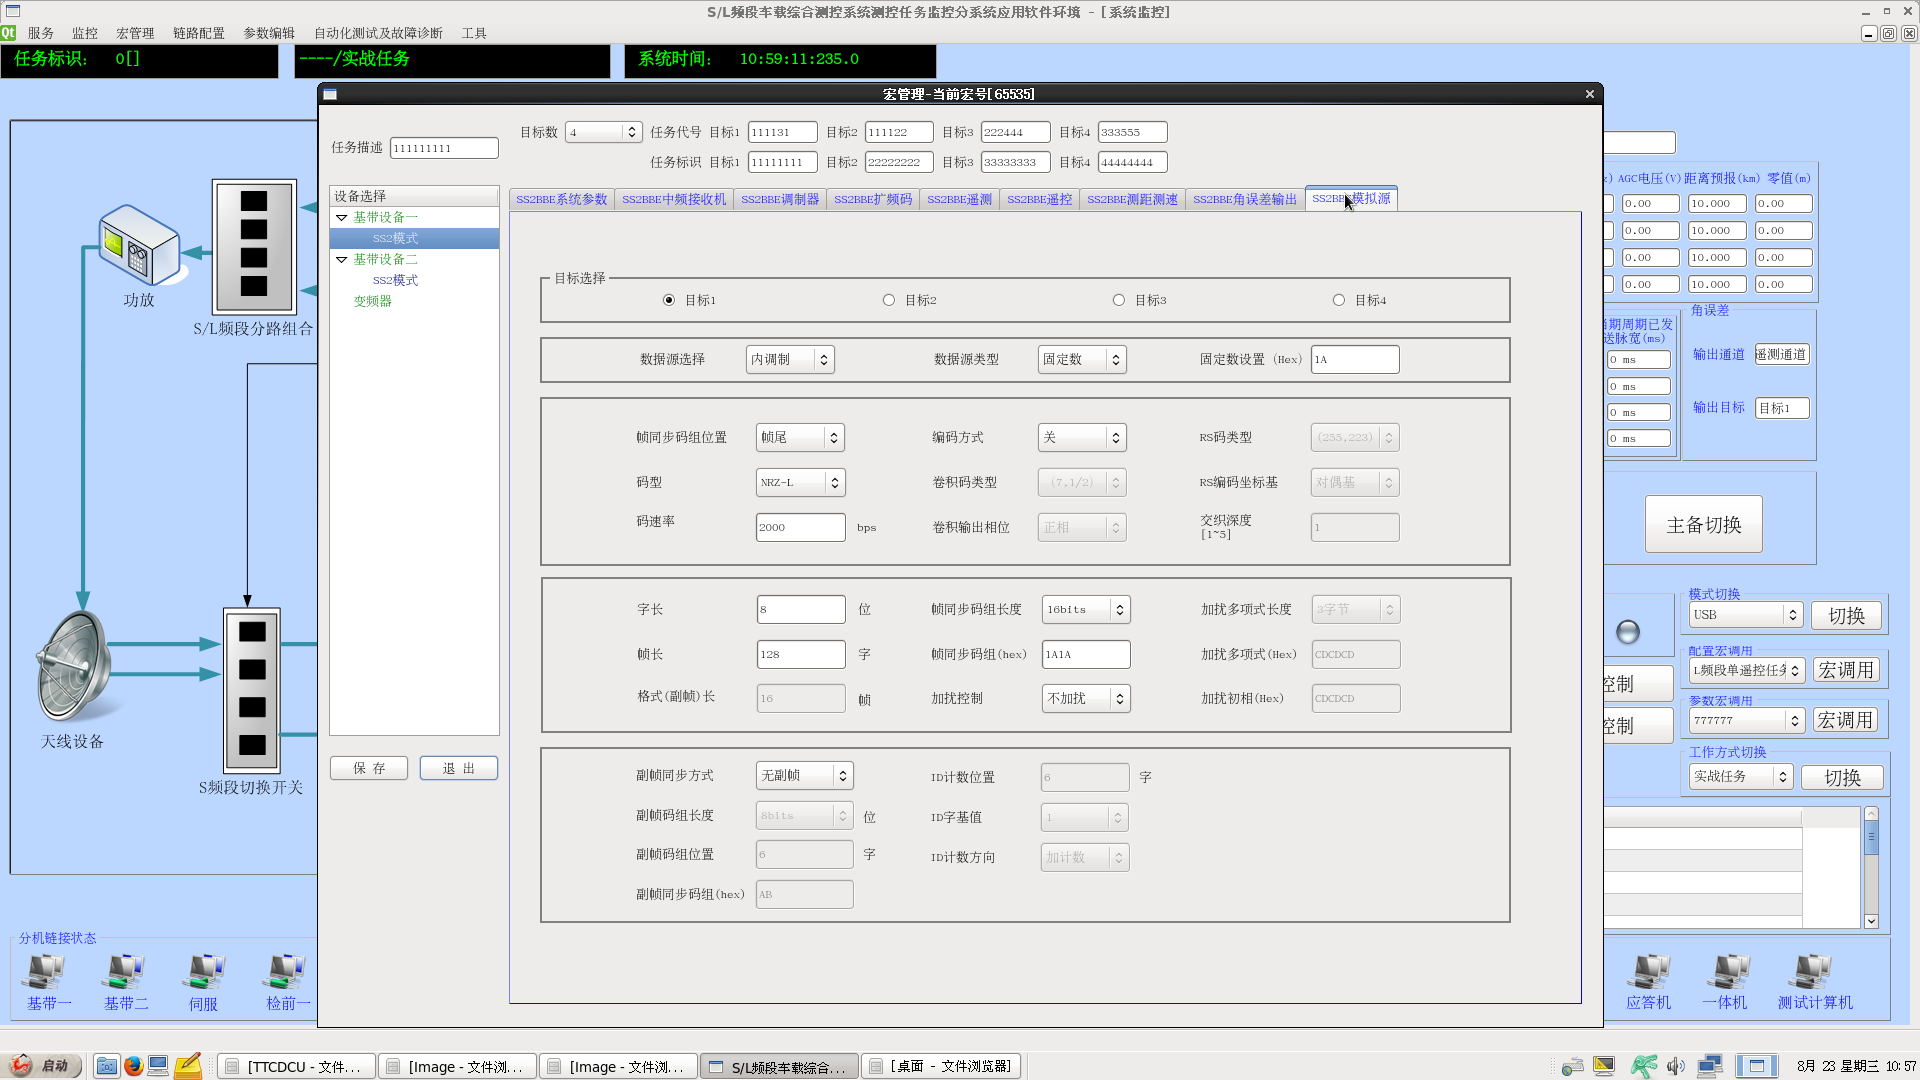 S/L频段车载综合测控系统测控任务监控分系统应用软件环境 - [系统监控]
服务 监控 宏管理 链路配置 参数编辑 自动化测试及故障诊断 工具
任务标识: 0[] ----/实战任务 系统时间: 10:59:11:235.0
宏管理-当前宏号[65535]
任务描述 111111111
目标数 4 任务代号 目标1 111131 目标2 111122 目标3 222444 目标4 333555
任务标识 目标1 11111111 目标2 22222222 目标3 33333333 目标4 44444444
设备选择
基带设备一
SS2模式
基带设备二
SS2模式
变频器
保 存 退 出
SS2BBE系统参数 SS2BBE中频接收机 SS2BBE调制器 SS2BBE扩频码 SS2BBE遥测 SS2BBE遥控 SS2BBE测距测速 SS2BBE角误差输出 SS2BBE模拟源
目标选择
目标1 目标2 目标3 目标4
数据源选择 内调制 数据源类型 固定数 固定数设置 (Hex) 1A
帧同步码组位置 帧尾 编码方式 关 RS码类型 (255,223)
码型 NRZ-L 卷积码类型 (7,1/2) RS编码坐标基 对偶基
码速率 2000 bps 卷积输出相位 正相 交织深度 [1~5] 1
字长 8 位 帧同步码组长度 16bits 加扰多项式长度 3字节
帧长 128 字 帧同步码组(hex) 1A1A 加扰多项式(Hex) CDCDCD
格式(副帧)长 16 帧 加扰控制 不加扰 加扰初相(Hex) CDCDCD
副帧同步方式 无副帧 ID计数位置 6 字
副帧码组长度 8bits 位 ID字基值 1
副帧码组位置 6 字 ID计数方向 加计数
副帧同步码组(hex) AB
功放
S/L频段分路组合
天线设备
S频段切换开关
AGC电压(V) 距离预报(km) 零值(m)
0.00 10.000 0.00
0.00 10.000 0.00
0.00 10.000 0.00
0.00 10.000 0.00
期周期已发
送脉宽(ms)
0 ms
0 ms
0 ms
0 ms
角误差
输出通道 遥测通道
输出目标 目标1
主备切换
模式切换
USB 切换
配置宏调用
L频段单遥控任务 宏调用
控制
参数宏调用
777777 宏调用
控制
工作方式切换
实战任务 切换
分机链接状态
基带一 基带二 伺服 检前一 应答机 一体机 测试计算机
启动 [TTCDCU - 文件... [Image - 文件浏... [Image - 文件浏... S/L频段车载综合... [桌面 - 文件浏览器] 8月 23 星期三 10:57